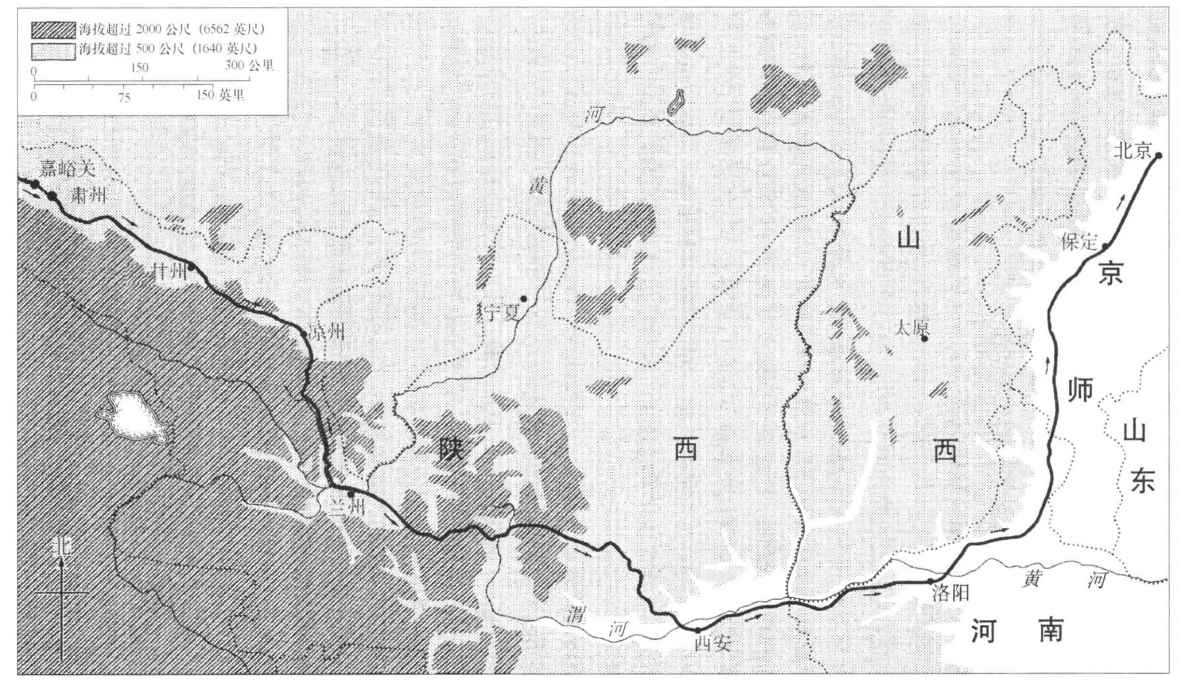 海拔超过 2000 公尺 (6562 英尺)
海拔超过 500 公尺 (1640 英尺)
0 150 300 公里
0 75 150 英里
河
黄
北京
嘉峪关
肃州
山
保定
京
甘州
宁夏
凉州
太原
师
山
陕 西 西
东
兰州
北
黄 河
洛阳
渭 河
西安
河 南